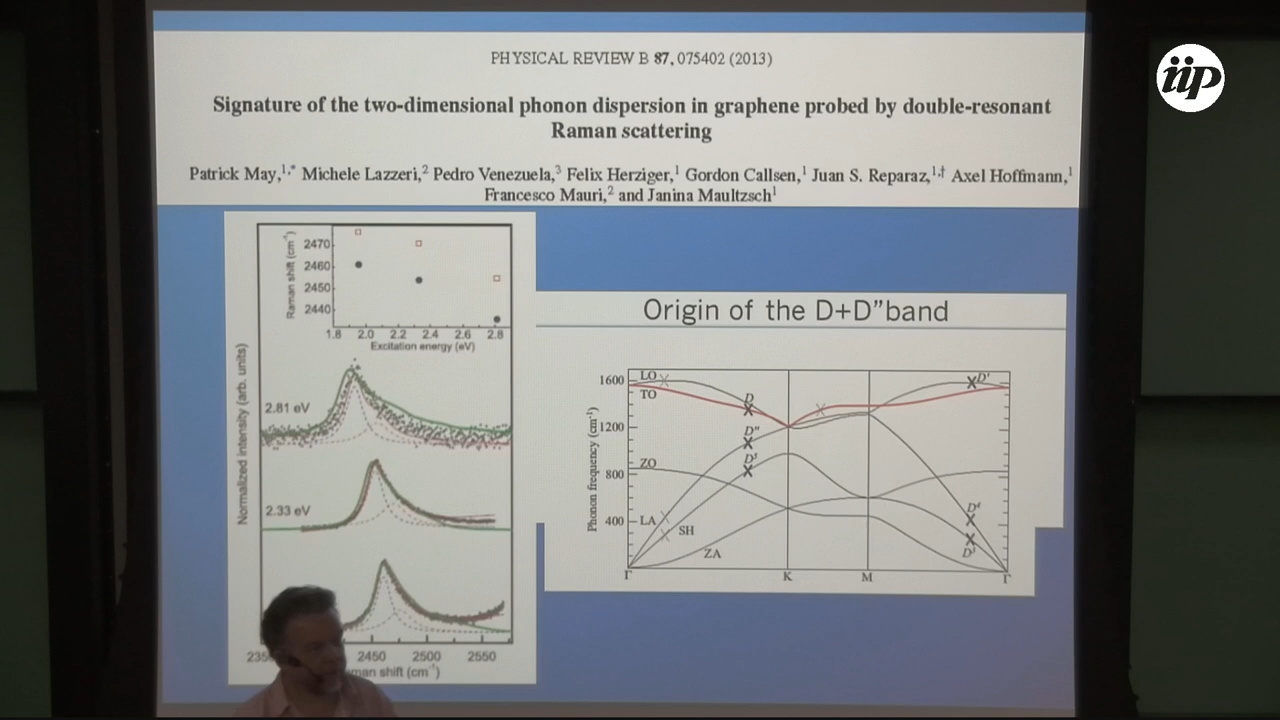 iip
PHYSICAL REVIEW B 87, 075402 (2013)
Signature of the two-dimensional phonon dispersion in graphene probed by double-resonant
Raman scattering
Patrick May,1,* Michele Lazzeri,2 Pedro Venezuela,3 Felix Herziger,1 Gordon Callsen,1 Juan S. Reparaz,1,† Axel Hoffmann,1
Francesco Mauri,2 and Janina Maultzsch1
Raman shift (cm-1)
2470
2460
2450
2440
1.8 2.0 2.2 2.4 2.6 2.8
Excitation energy (eV)
Normalized intensity (arb. units)
2.81 eV
2.33 eV
2450 2500 2550
shift (cm-1)
Origin of the D+D”band
Phonon frequency (cm-1)
1600
1200
800
400
LO
TO
ZO
LA
SH
ZA
D
D"
D'
Γ K M Γ